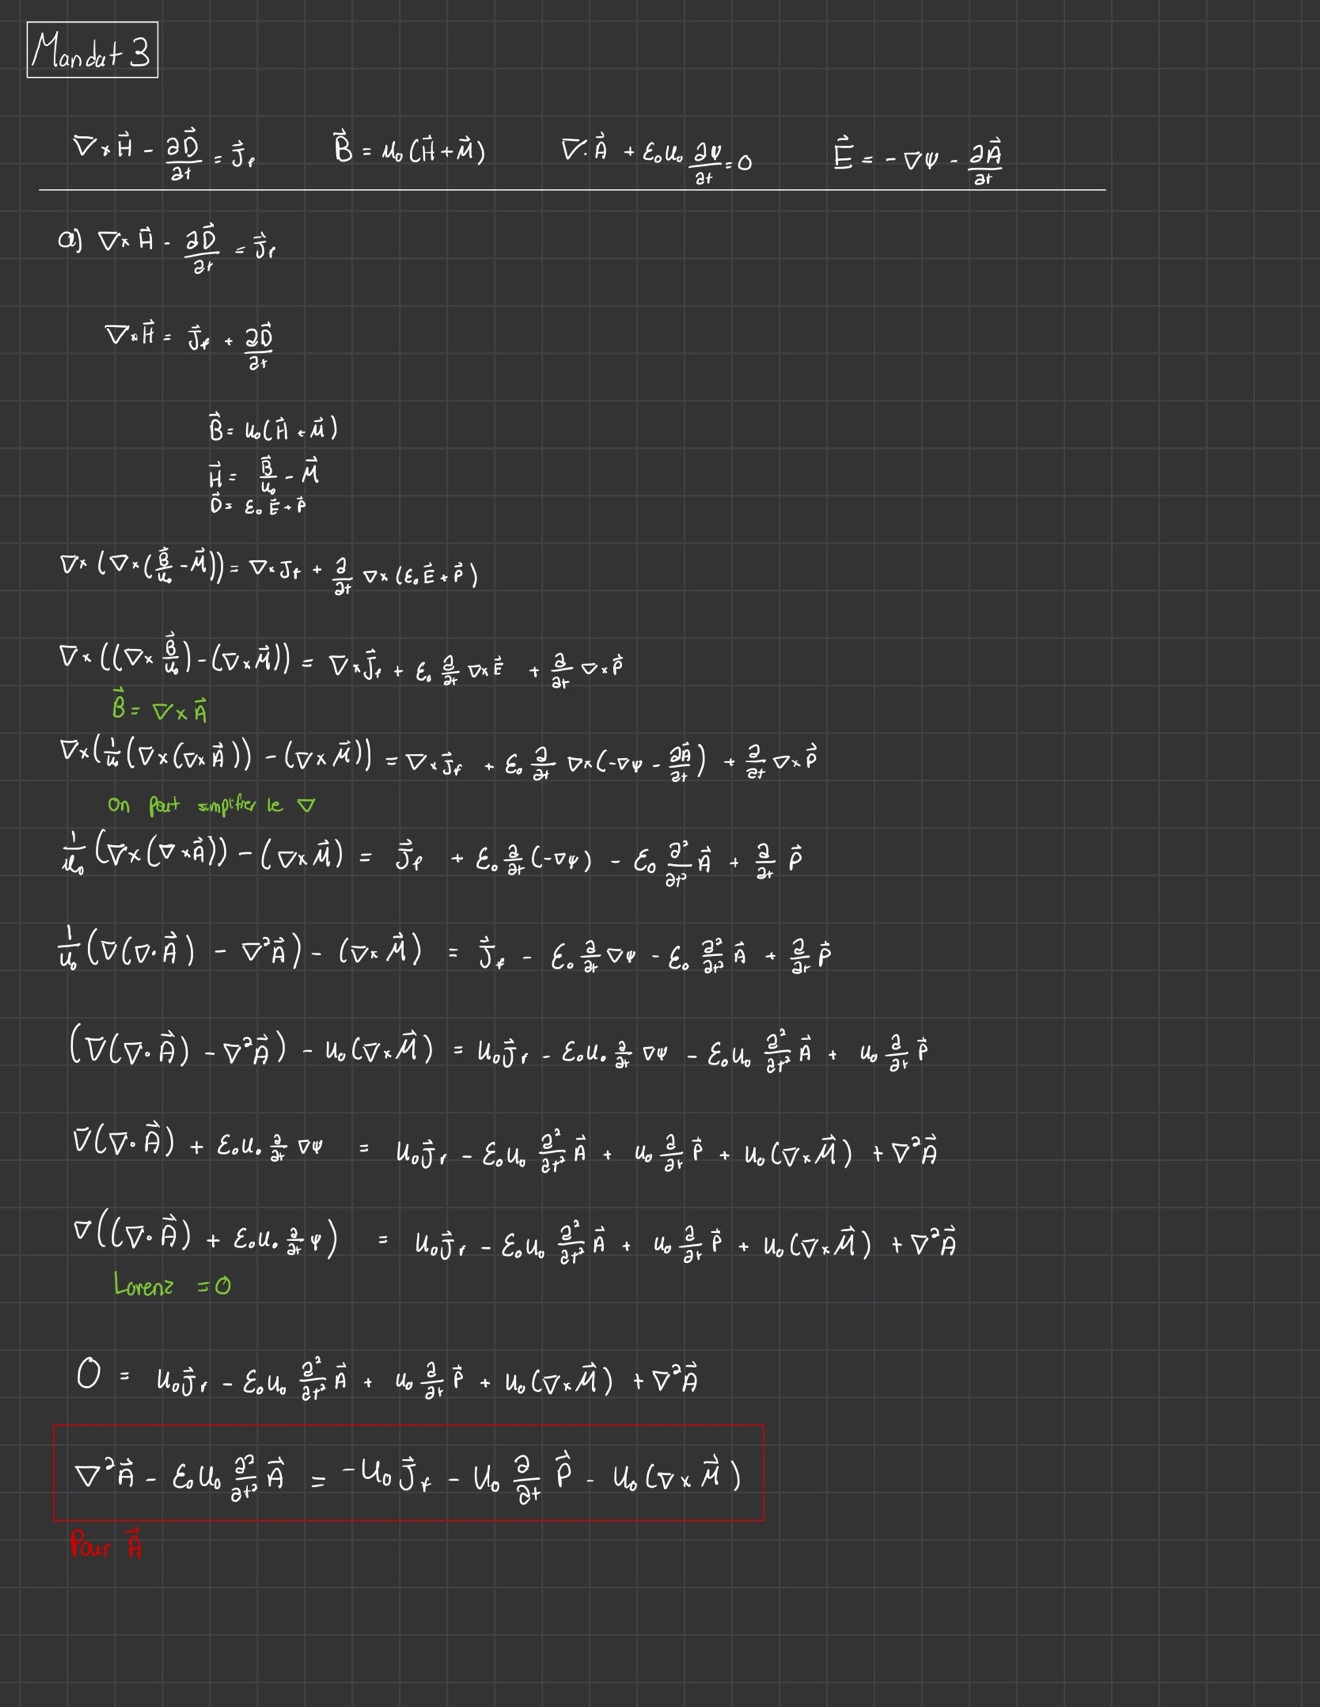 Mandat 3
∇×H⃗ - ∂D⃗/∂t = J⃗f    B⃗ = μ₀(H⃗+M⃗)    ∇·A⃗ + ε₀μ₀ ∂ψ/∂t = 0    E⃗ = -∇ψ - ∂A⃗/∂t
a) ∇×H⃗ - ∂D⃗/∂t = J⃗f
∇×H⃗ = J⃗f + ∂D⃗/∂t
B⃗ = μ₀(H⃗+M⃗)
H⃗ = B⃗/μ₀ - M⃗
D⃗ = ε₀E⃗ + P⃗
∇×(∇×(B⃗/μ₀ - M⃗)) = ∇×Jf + ∂/∂t ∇×(ε₀E⃗ + P⃗)
∇×((∇×B⃗/μ₀) - (∇×M⃗)) = ∇×J⃗f + ε₀ ∂/∂t ∇×E⃗ + ∂/∂t ∇×P⃗
B⃗ = ∇×A⃗
∇×(1/μ₀(∇×(∇×A⃗)) - (∇×M⃗)) = ∇×J⃗f + ε₀ ∂/∂t ∇×(-∇ψ - ∂A⃗/∂t) + ∂/∂t ∇×P⃗
on peut simplifier le ∇
1/μ₀ (∇×(∇×A⃗)) - (∇×M⃗) = J⃗f + ε₀ ∂/∂t (-∇ψ) - ε₀ ∂²/∂t² A⃗ + ∂/∂t P⃗
1/μ₀ (∇(∇·A⃗) - ∇²A⃗) - (∇×M⃗) = J⃗f - ε₀ ∂/∂t ∇ψ - ε₀ ∂²/∂t² A⃗ + ∂/∂t P⃗
(∇(∇·A⃗) - ∇²A⃗) - μ₀(∇×M⃗) = μ₀J⃗f - ε₀μ₀ ∂/∂t ∇ψ - ε₀μ₀ ∂²/∂t² A⃗ + μ₀ ∂/∂t P⃗
∇(∇·A⃗) + ε₀μ₀ ∂/∂t ∇ψ = μ₀J⃗f - ε₀μ₀ ∂²/∂t² A⃗ + μ₀ ∂/∂t P⃗ + μ₀(∇×M⃗) + ∇²A⃗
∇((∇·A⃗) + ε₀μ₀ ∂/∂t ψ) = μ₀J⃗f - ε₀μ₀ ∂²/∂t² A⃗ + μ₀ ∂/∂t P⃗ + μ₀(∇×M⃗) + ∇²A⃗
Lorenz = 0
0 = μ₀J⃗f - ε₀μ₀ ∂²/∂t² A⃗ + μ₀ ∂/∂t P⃗ + μ₀(∇×M⃗) + ∇²A⃗
∇²A⃗ - ε₀μ₀ ∂²/∂t² A⃗ = -μ₀J⃗f - μ₀ ∂/∂t P⃗ - μ₀(∇×M⃗)
Pour A⃗